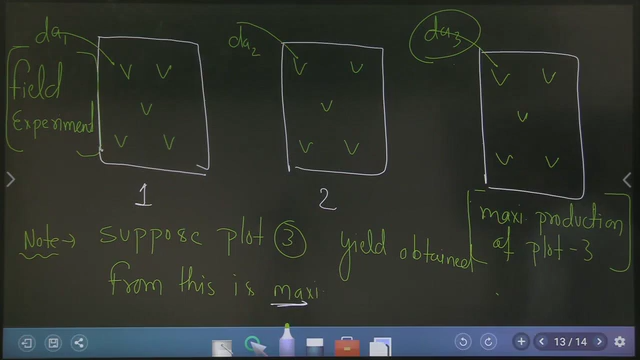 da1
da2
da3
V V
V
V V
V V
V
V V
V V
V
V V
field
Experiment
1
2
maxi production
of plot-3
Note → suppose plot 3 yield obtained
from this is maxi
13 / 14